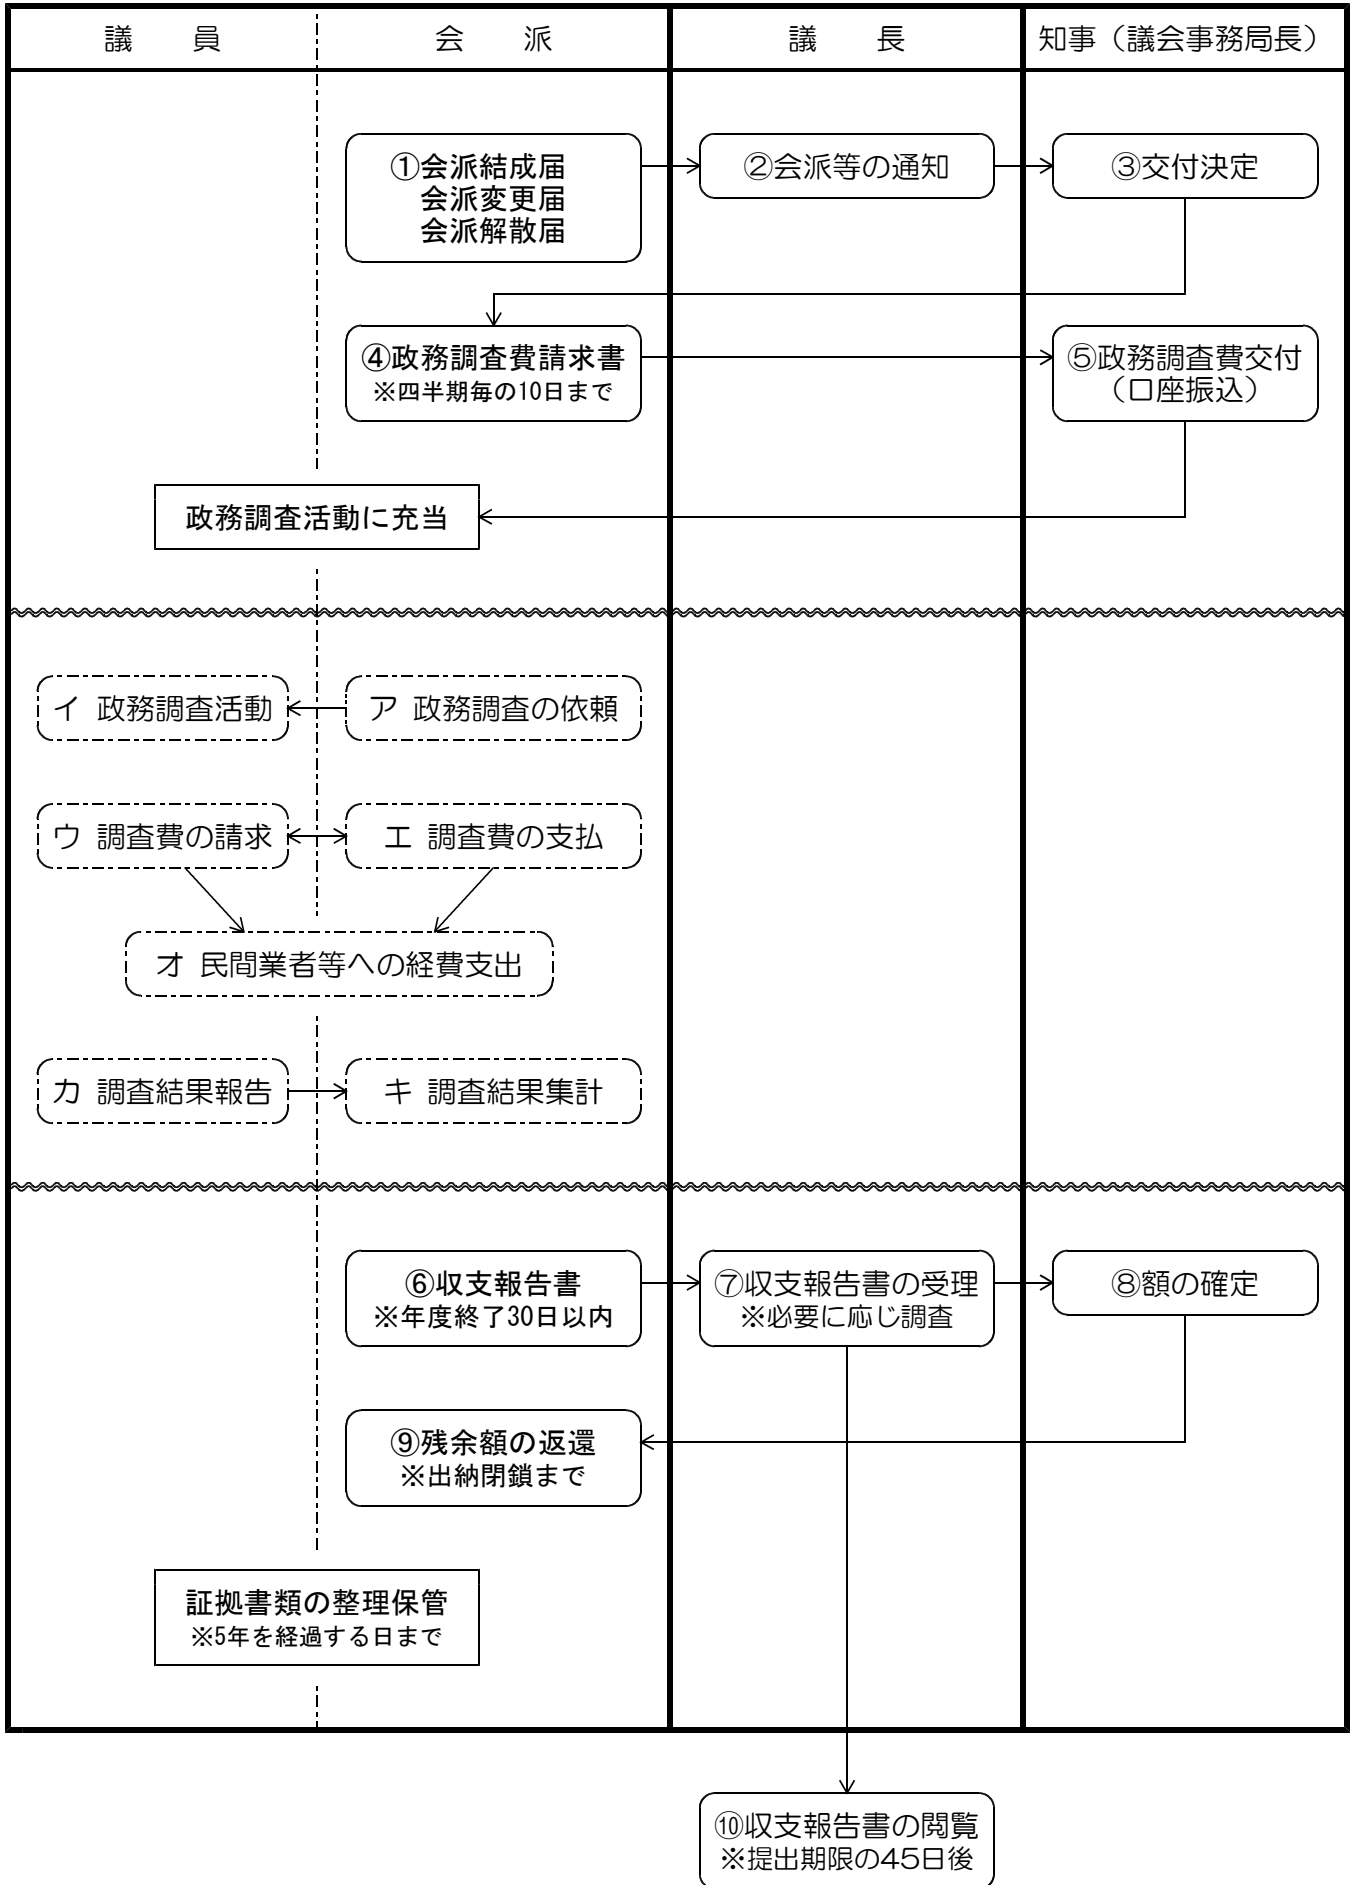 議　　員
会　　派
議　　長
知事（議会事務局長）
①会派結成届
会派変更届
会派解散届
②会派等の通知
③交付決定
④政務調査費請求書
※四半期毎の10日まで
⑤政務調査費交付
（口座振込）
政務調査活動に充当
イ 政務調査活動
ア 政務調査の依頼
ウ 調査費の請求
エ 調査費の支払
オ 民間業者等への経費支出
カ 調査結果報告
キ 調査結果集計
⑥収支報告書
※年度終了30日以内
⑦収支報告書の受理
※必要に応じ調査
⑧額の確定
⑨残余額の返還
※出納閉鎖まで
証拠書類の整理保管
※5年を経過する日まで
⑩収支報告書の閲覧
※提出期限の45日後